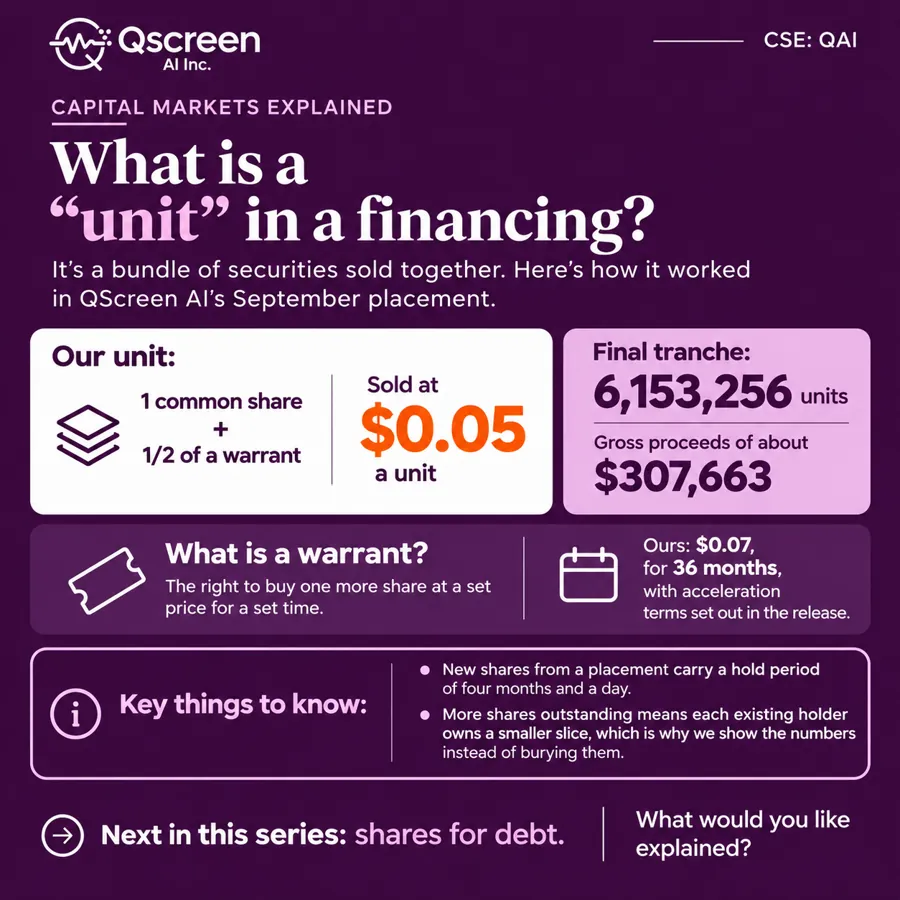 Qscreen
AI Inc.
CSE: QAI
CAPITAL MARKETS EXPLAINED
What is a
“unit” in a financing?
It’s a bundle of securities sold together. Here’s how it worked
in QScreen AI’s September placement.
Our unit:
1 common share
+
1/2 of a warrant
Sold at
$0.05
a unit
Final tranche:
6,153,256 units
Gross proceeds of about
$307,663
What is a warrant?
The right to buy one more share at a set
price for a set time.
Ours: $0.07,
for 36 months,
with acceleration
terms set out in the release.
i
Key things to know:
New shares from a placement carry a hold period
of four months and a day.
More shares outstanding means each existing holder
owns a smaller slice, which is why we show the numbers
instead of burying them.
Next in this series: shares for debt.
What would you like
explained?